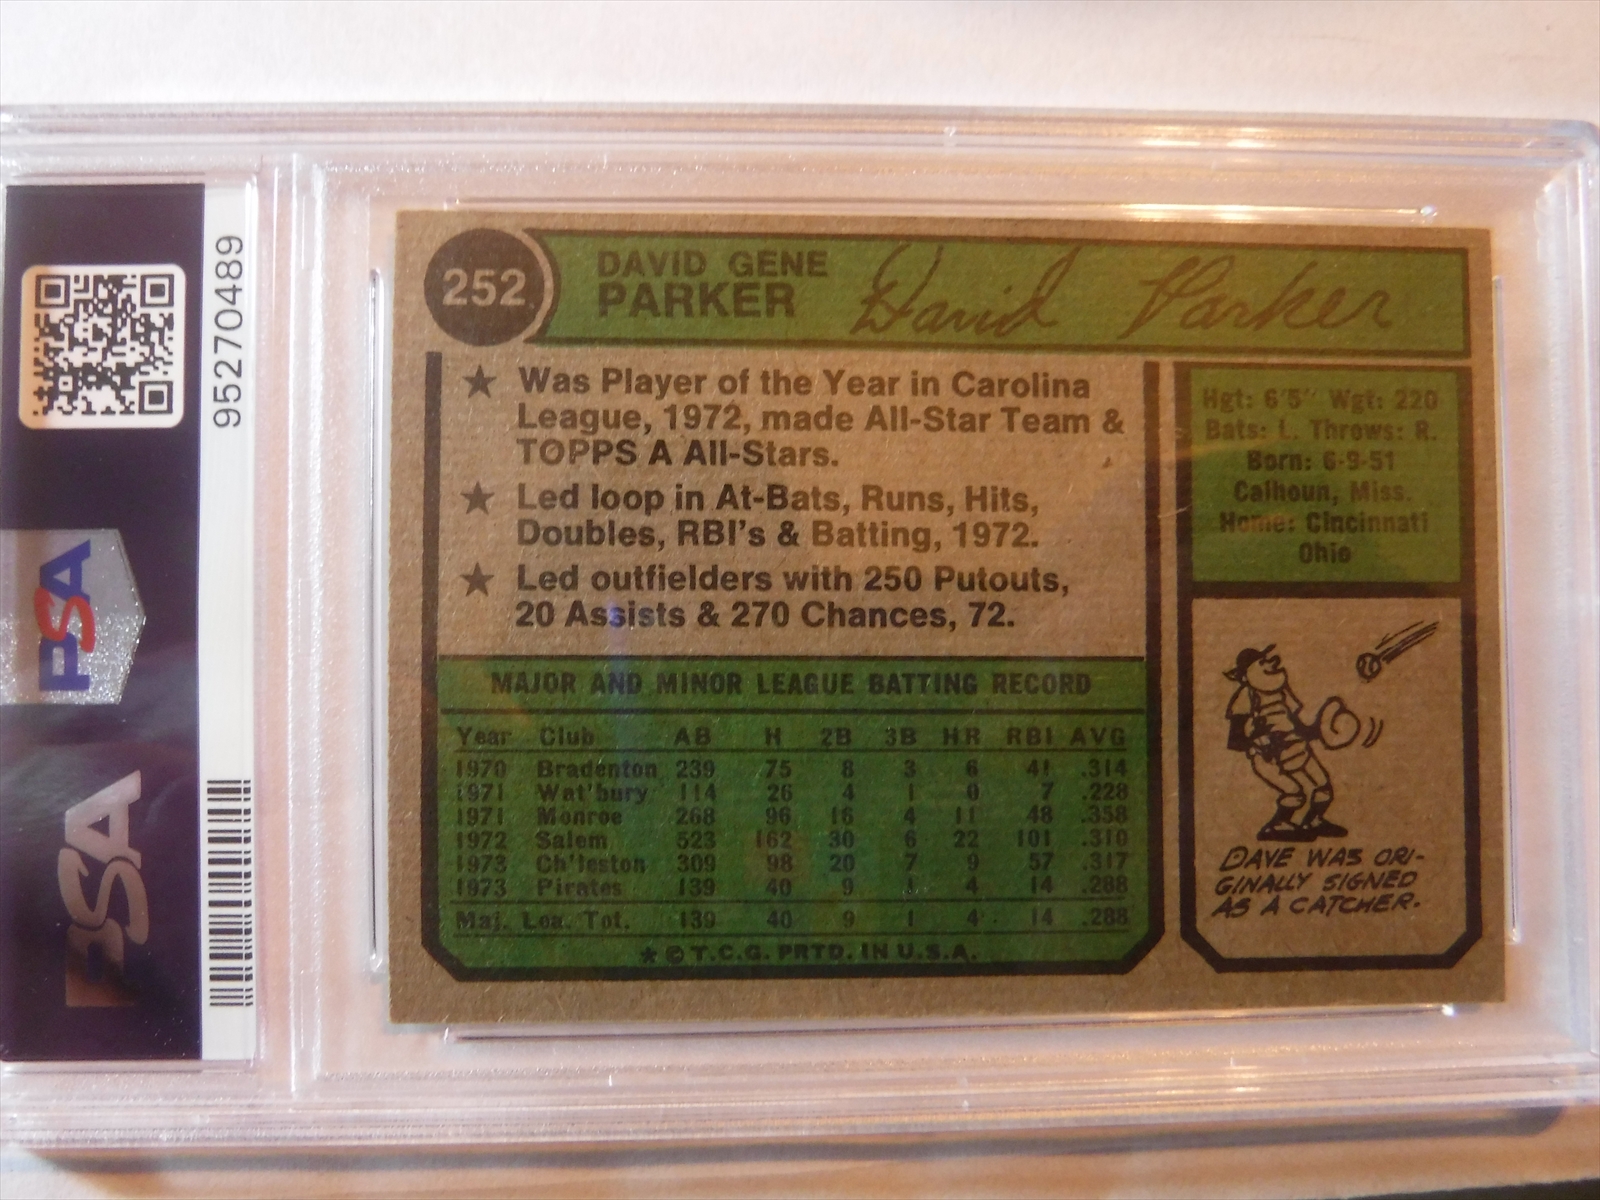 95270489
PSA
PSA
252
DAVID GENE
PARKER
David Parker
★ Was Player of the Year in Carolina
League, 1972, made All-Star Team &
TOPPS A All-Stars.
★ Led loop in At-Bats, Runs, Hits,
Doubles, RBI's & Batting, 1972.
★ Led outfielders with 250 Putouts,
20 Assists & 270 Chances, 72.
Hgt: 6'5" Wgt: 220
Bats: L. Throws: R.
Born: 6-9-51
Calhoun, Miss.
Home: Cincinnati
Ohio
MAJOR AND MINOR LEAGUE BATTING RECORD
Year Club AB H 2B 3B HR RBI AVG
1970 Bradenton 239 75 8 3 6 41 .314
1971 Wat'bury 114 26 4 1 0 7 .228
1971 Monroe 268 96 16 4 11 48 .358
1972 Salem 523 162 30 6 22 101 .310
1973 Ch'leston 309 98 20 7 9 57 .317
1973 Pirates 139 40 9 1 4 14 .288
Maj. Lea. Tot. 139 40 9 1 4 14 .288
★ © T.C.G. PRTD. IN U.S.A.
DAVE WAS ORI-
GINALLY SIGNED
AS A CATCHER.